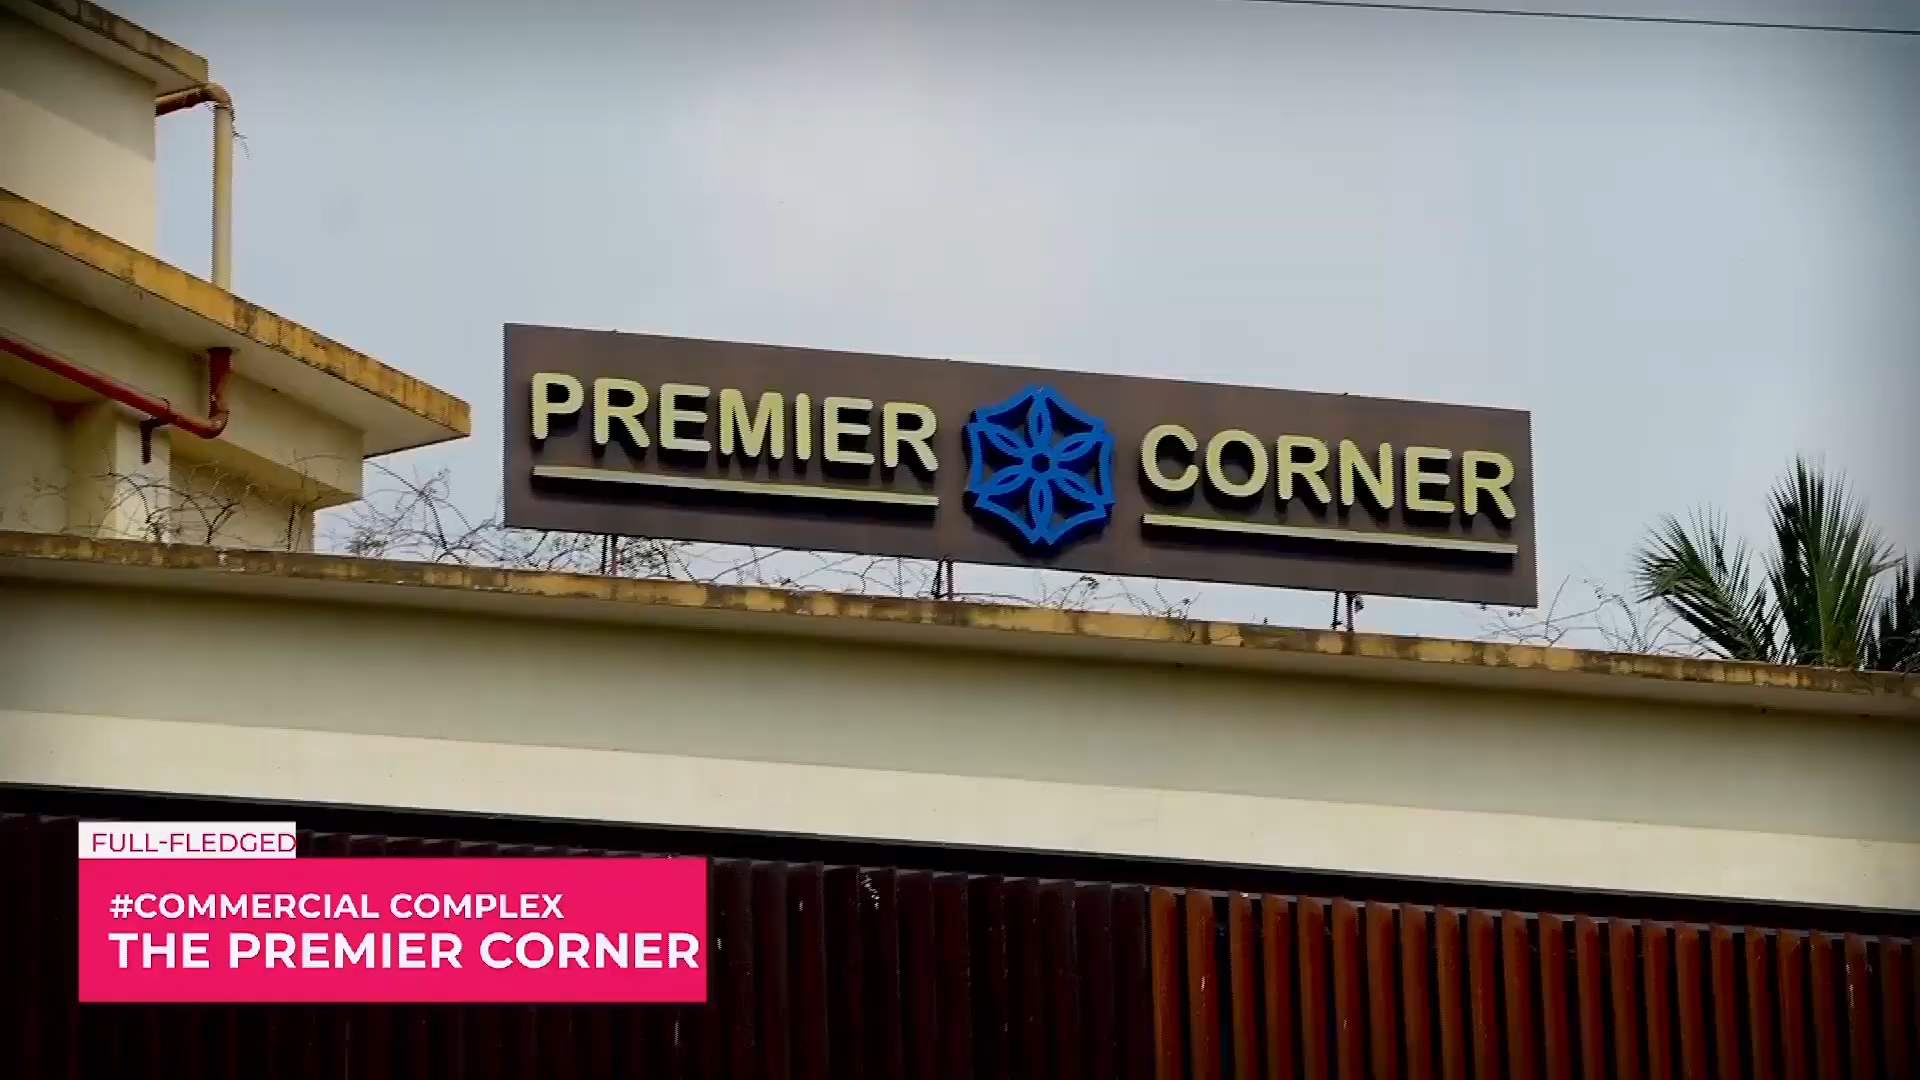 PREMIER CORNER
FULL-FLEDGED
#COMMERCIAL COMPLEX
THE PREMIER CORNER